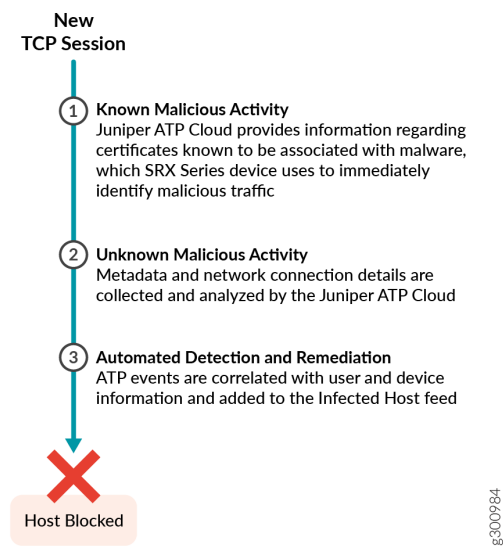 New
TCP Session
1
Known Malicious Activity
Juniper ATP Cloud provides information regarding
certificates known to be associated with malware,
which SRX Series device uses to immediately
identify malicious traffic
2
Unknown Malicious Activity
Metadata and network connection details are
collected and analyzed by the Juniper ATP Cloud
3
Automated Detection and Remediation
ATP events are correlated with user and device
information and added to the Infected Host feed
Host Blocked
g300984